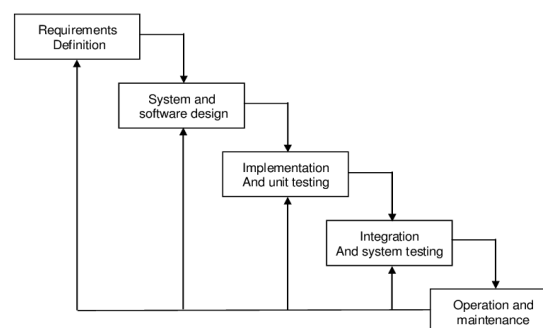 Requirements
Definition
System and
software design
Implementation
And unit testing
Integration
And system testing
Operation and
maintenance